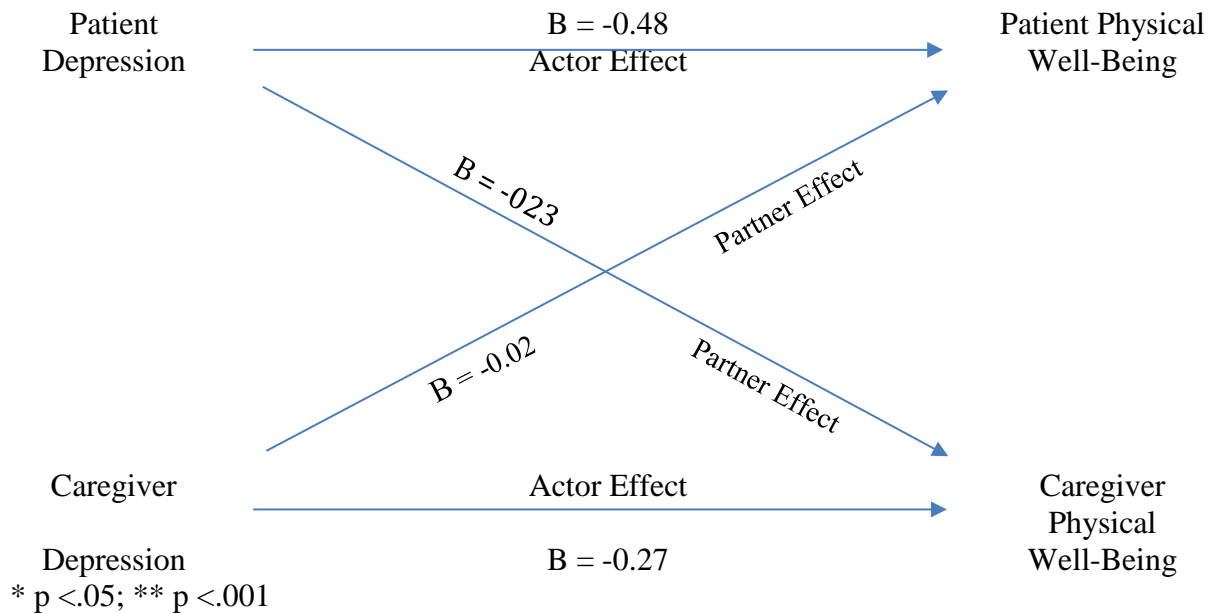 Patient
Depression
B = -0.48
Actor Effect
Patient Physical
Well-Being
B = -023
Partner Effect
B = -0.02
Partner Effect
Caregiver
Depression
Actor Effect
B = -0.27
Caregiver
Physical
Well-Being
* p <.05; ** p <.001